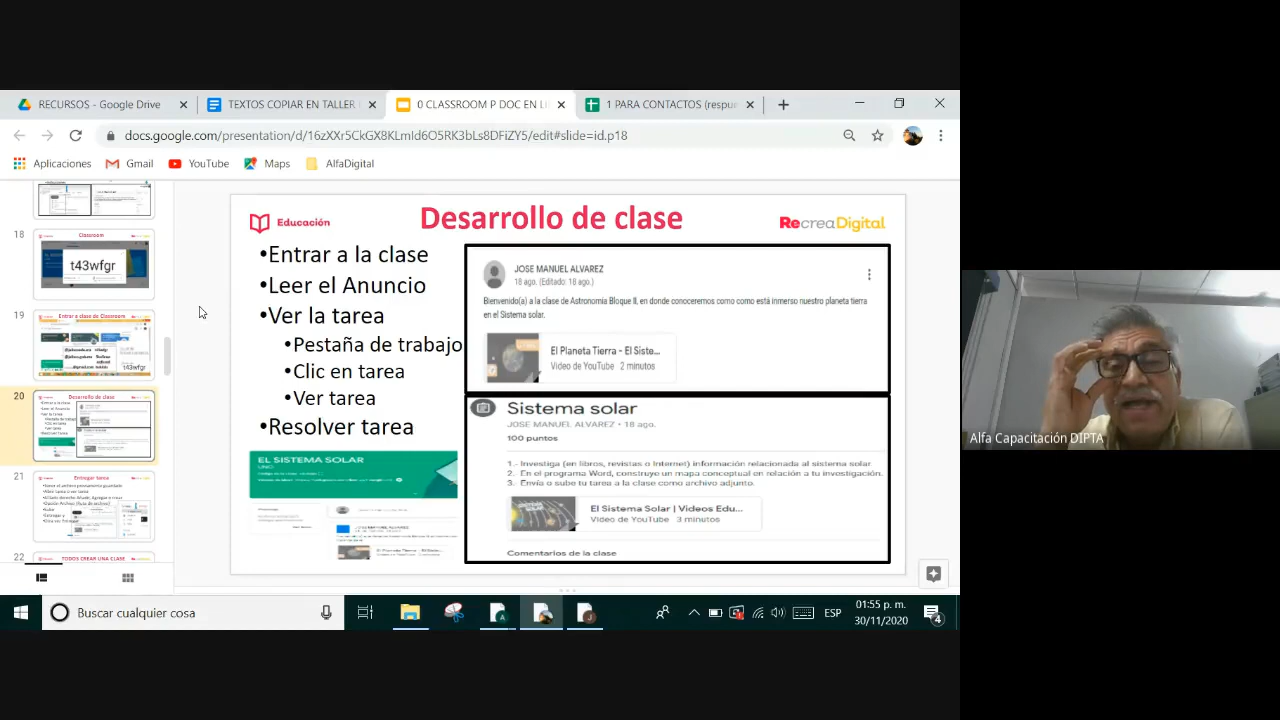 RECURSOS - Google Drive
TEXTOS COPIAR EN TALLER
0 CLASSROOM P DOC EN LI
1 PARA CONTACTOS (respu
docs.google.com/presentation/d/16zXXr5CkGX8KLmId6O5RK3bLs8DFiZY5/edit#slide=id.p18
Aplicaciones
Gmail
YouTube
Maps
AlfaDigital
18
Classroom
t43wfgr
19
Entrar a clase de Classroom
t43wfgr
20
Desarrollo de clase
21
Entregar tarea
22
TODOS CREAR UNA CLASE
Educación
Desarrollo de clase
RecreaDigital
•Entrar a la clase
•Leer el Anuncio
•Ver la tarea
•Pestaña de trabajo
•Clic en tarea
•Ver tarea
•Resolver tarea
EL SISTEMA SOLAR
JOSE MANUEL ALVAREZ
18 ago. (Editado: 18 ago.)
Bienvenido(a) a la clase de Astronomía Bloque II, en donde conoceremos como como está inmerso nuestro planeta tierra
en el Sistema solar.
El Planeta Tierra - El Siste...
Video de YouTube 2 minutos
Sistema solar
JOSE MANUEL ALVAREZ • 18 ago.
100 puntos
1.- Investiga (en libros, revistas o Internet) información relacionada al sistema solar.
2. En el programa Word, construye un mapa conceptual en relación a tu investigación.
3. Envía o sube tu tarea a la clase como archivo adjunto.
El Sistema Solar | Videos Edu...
Video de YouTube 3 minutos
Comentarios de la clase
Alfa Capacitación DIPTA
Buscar cualquier cosa
ESP
01:55 p. m.
30/11/2020
4